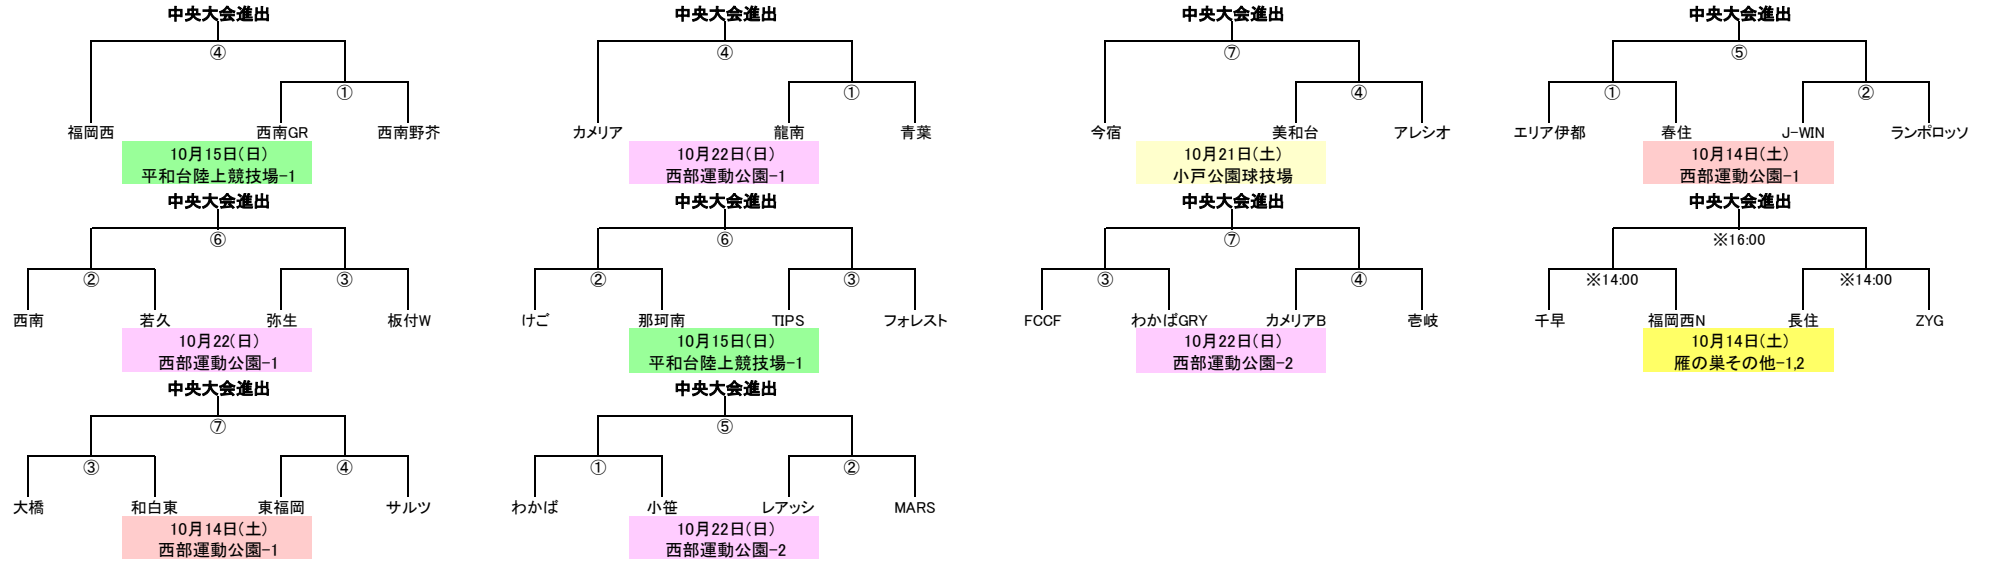 中央大会進出 中央大会進出 中央大会進出 中央大会進出
④ ④ ⑦ ⑤
① ① ④ ① ②
福岡西 西南GR 西南野芥 カメリア 龍南 青葉 今宿 美和台 アレシオ エリア伊都 春住 J-WIN ランポロッソ
10月15日(日) 10月22日(日) 10月21日(土) 10月14日(土)
平和台陸上競技場-1 西部運動公園-1 小戸公園球技場 西部運動公園-1
中央大会進出 中央大会進出 中央大会進出 中央大会進出
⑥ ⑥ ⑦ ※16:00
② ③ ② ③ ③ ④ ※14:00 ※14:00
西南 若久 弥生 板付W けご 那珂南 TIPS フォレスト FCCF わかばGRY カメリアB 壱岐 千早 福岡西N 長住 ZYG
10月22(日) 10月15日(日) 10月22日(日) 10月14日(土)
西部運動公園-1 平和台陸上競技場-1 西部運動公園-2 雁の巣その他-1,2
中央大会進出 中央大会進出
⑦ ⑤
③ ④ ① ②
大橋 和白東 東福岡 サルツ わかば 小笹 レアッシ MARS
10月14日(土) 10月22日(日)
西部運動公園-1 西部運動公園-2